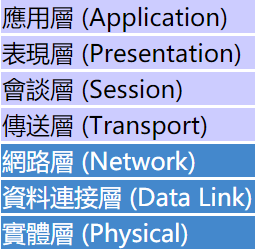 應用層 (Application)
表現層 (Presentation)
會談層 (Session)
傳送層 (Transport)
網路層 (Network)
資料連接層 (Data Link)
實體層 (Physical)